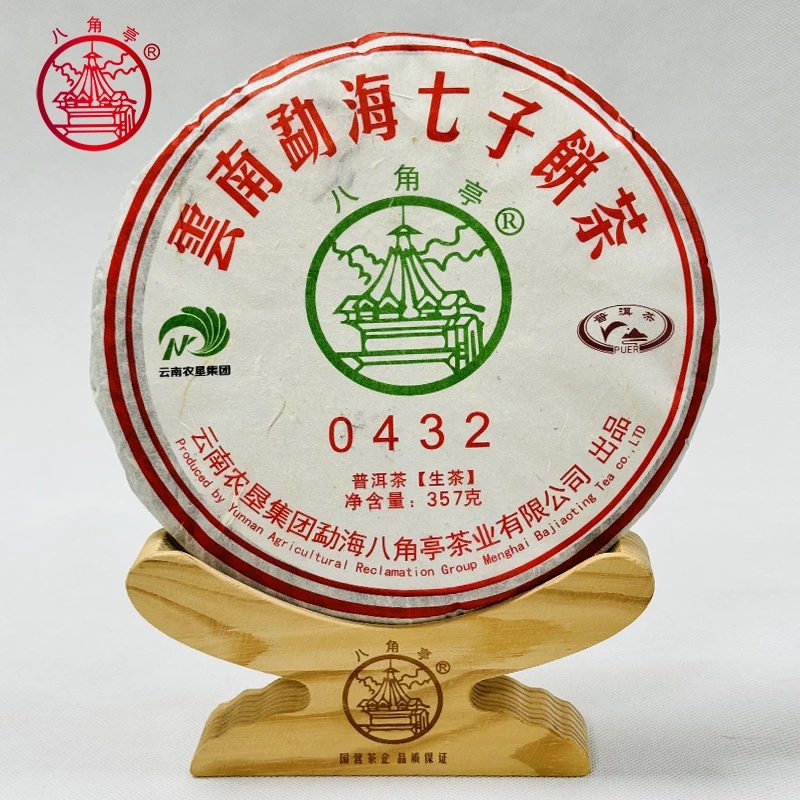 八角亭®
雲南勐海七子餅茶
八角亭®
云南农垦集团
普洱茶
PUER
0432
普洱茶【生茶】
净含量：357克
云南农垦集团勐海八角亭茶业有限公司 出品
Produced by Yunnan Agricultural Reclamation Group Menghai Bajiaoting Tea co.,LTD
八角亭®
国营茶企 品质保证